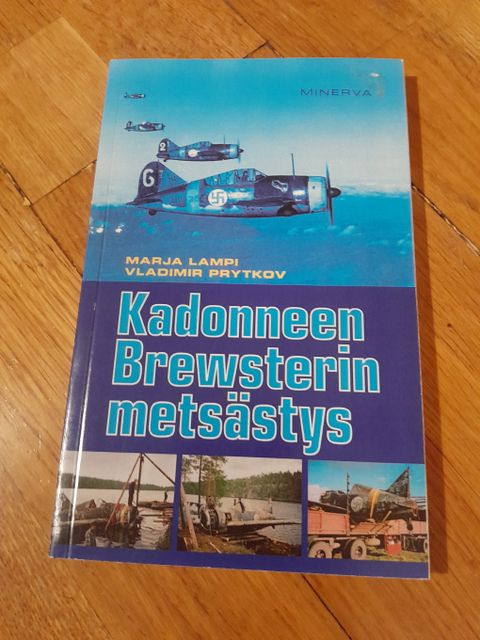 MINERVA
2
G
MARJA LAMPI
VLADIMIR PRYTKOV
Kadonneen
Brewsterin
metsästys